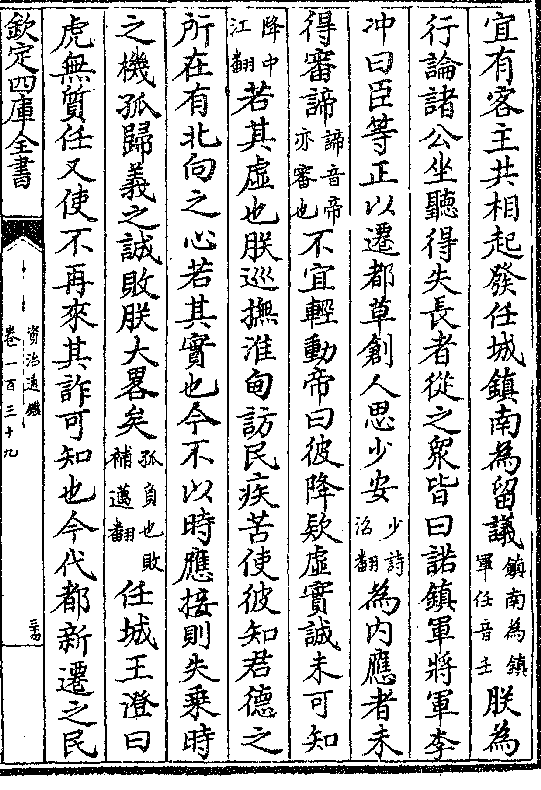 宜有客主共相起發任城鎮南為留議鎮南為鎮軍任音壬朕為
行論諸公坐聽得失長者從之衆皆曰諾鎮軍將軍李
冲曰臣等正以遷都草創人思少安少詩沼翻為内應者未
得審諦諦音帝亦審也不宜輕動帝曰彼降欵虚實誠未可知
降中江翻若其虚也朕巡撫淮甸訪民疾苦使彼知君德之
所在有北向之心若其實也今不以時應接則失乗時
之機孤歸義之誠敗朕大畧矣孤負也敗補邁翻任城王澄曰
虎無質任又使不再來其詐可知也今代都新遷之民
欽定四庫全書
資治通鑑
卷一百三十九